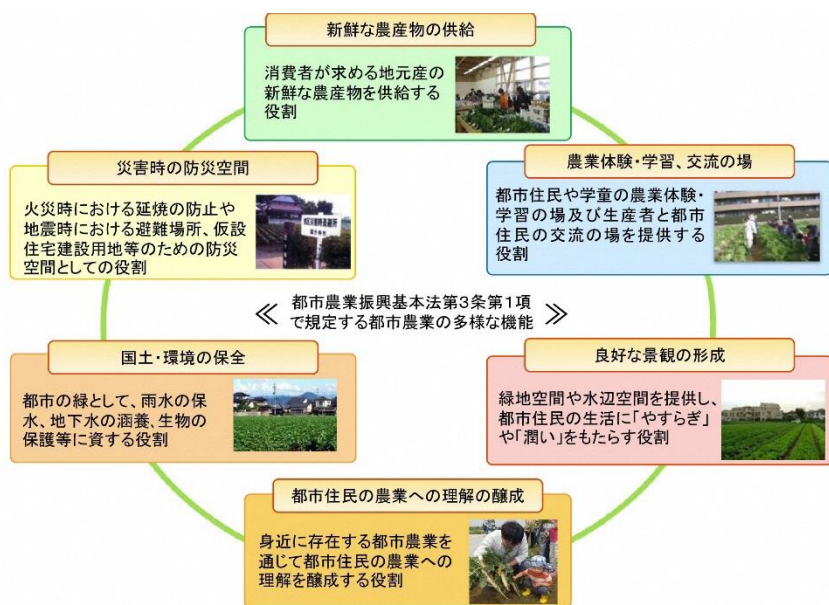 新鮮な農産物の供給
消費者が求める地元産の
新鮮な農産物を供給する
役割
災害時の防災空間
火災時における延焼の防止や
地震時における避難場所、仮設
住宅建設用地等のための防災
空間としての役割
農業体験・学習、交流の場
都市住民や学童の農業体験・
学習の場及び生産者と都市
住民の交流の場を提供する
役割
≪ 都市農業振興基本法第3条第1項 ≫
で規定する都市農業の多様な機能
国土・環境の保全
都市の緑として、雨水の保
水、地下水の涵養、生物の
保護等に資する役割
良好な景観の形成
緑地空間や水辺空間を提供し、
都市住民の生活に「やすらぎ」
や「潤い」をもたらす役割
都市住民の農業への理解の醸成
身近に存在する都市農業を
通じて都市住民の農業への
理解を醸成する役割